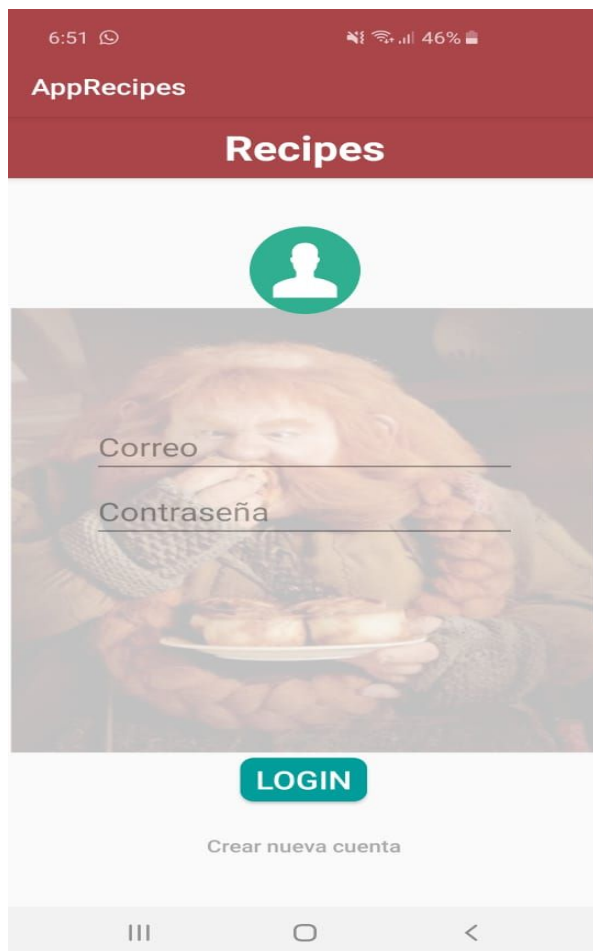 6:51 46%
AppRecipes
Recipes
Correo
Contraseña
LOGIN
Crear nueva cuenta